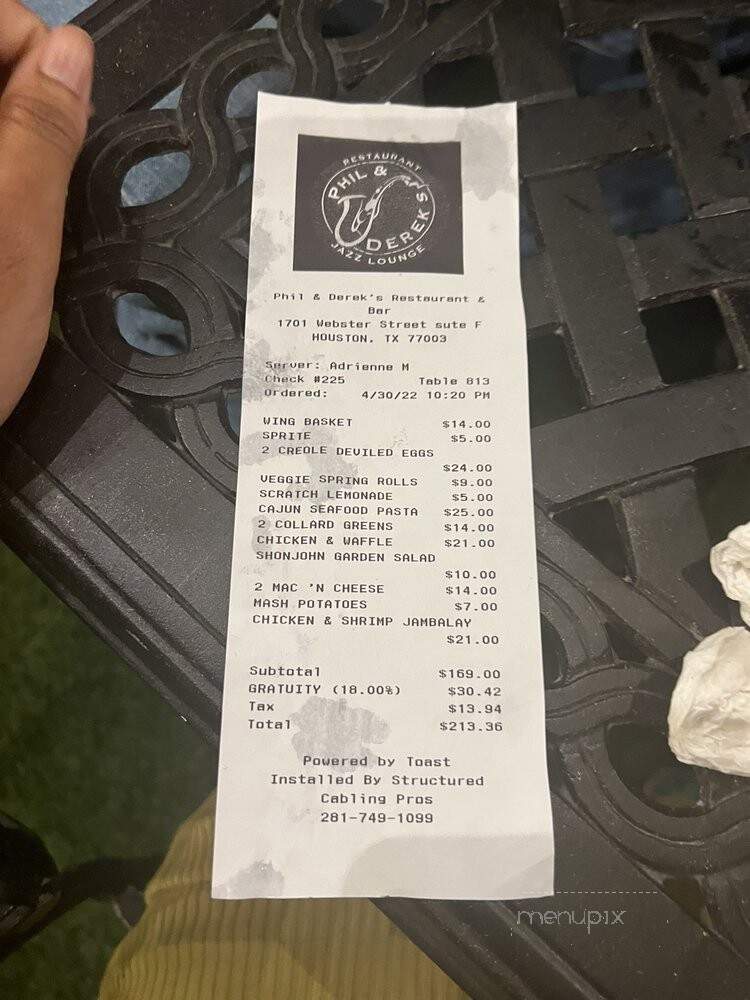 RESTAURANT
PHIL & DEREK'S
JAZZ LOUNGE
Phil & Derek's Restaurant &
Bar
1701 Webster Street sute F
HOUSTON, TX 77003
Server: Adrienne M
Check #225 Table 813
Ordered: 4/30/22 10:20 PM
WING BASKET $14.00
SPRITE $5.00
2 CREOLE DEVILED EGGS
$24.00
VEGGIE SPRING ROLLS $9.00
SCRATCH LEMONADE $5.00
CAJUN SEAFOOD PASTA $25.00
2 COLLARD GREENS $14.00
CHICKEN & WAFFLE $21.00
SHONJOHN GARDEN SALAD
$10.00
2 MAC 'N CHEESE $14.00
MASH POTATOES $7.00
CHICKEN & SHRIMP JAMBALAY
$21.00
Subtotal $169.00
GRATUITY (18.00%) $30.42
Tax $13.94
Total $213.36
Powered by Toast
Installed By Structured
Cabling Pros
281-749-1099
menupix